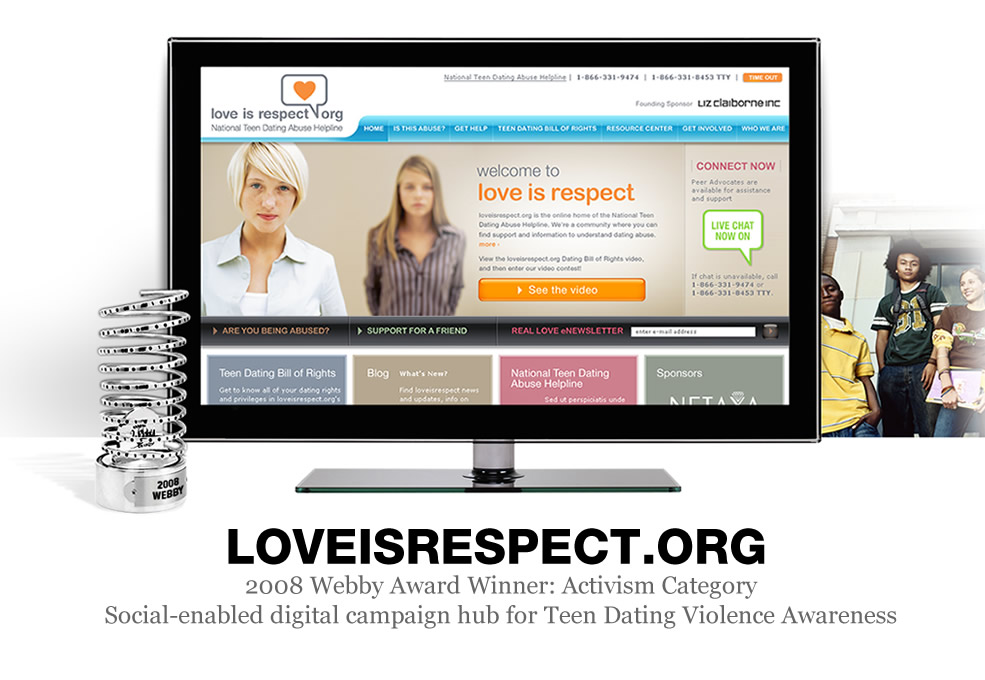 National Teen Dating Abuse Helpline | 1-866-331-9474 | 1-866-331-8453 TTY | TIME OUT
Founding Sponsor LIZ CLAIBORNE INC
love is respect org
National Teen Dating Abuse Helpline
HOME IS THIS ABUSE? GET HELP TEEN DATING BILL OF RIGHTS RESOURCE CENTER GET INVOLVED WHO WE ARE
welcome to
love is respect
loveisrespect.org is the online home of the National Teen
Dating Abuse Helpline. We're a community where you can
find support and information to understand dating abuse.
more ›
View the loveisrespect.org Dating Bill of Rights video,
and then enter our video contest!
See the video
CONNECT NOW
Peer Advocates are
available for assistance
and support
LIVE CHAT
NOW ON
If chat is unavailable, call
1-866-331-9474 or
1-866-331-8453 TTY.
ARE YOU BEING ABUSED? SUPPORT FOR A FRIEND REAL LOVE eNEWSLETTER enter e-mail address
Teen Dating Bill of Rights
Get to know all of your dating rights
and privileges in loveisrespect.org's
Blog What's New?
Find loveisrespect news
and updates, info on
National Teen Dating
Abuse Helpline
Sed ut perspiciatis unde
Sponsors
NETAYA
81
2008
WEBBY
LOVEISRESPECT.ORG
2008 Webby Award Winner: Activism Category
Social-enabled digital campaign hub for Teen Dating Violence Awareness